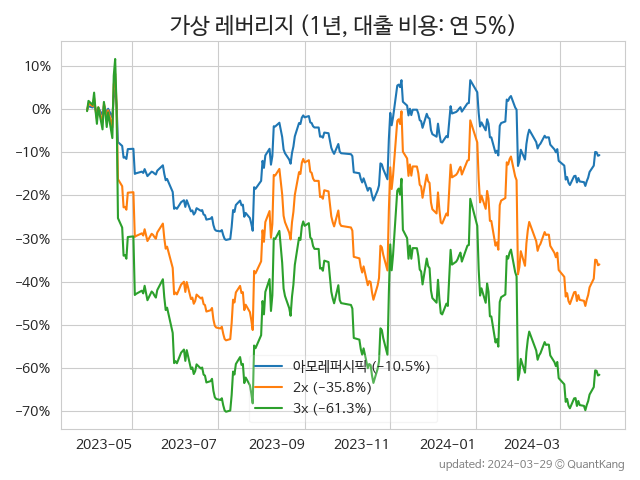 가상 레버리지 (1년, 대출 비용: 연 5%)
10%
0%
−10%
−20%
−30%
−40%
−50%
−60%
−70%
아모레퍼시픽 (−10.5%)
2x (−35.8%)
3x (−61.3%)
2023-05 2023-07 2023-09 2023-11 2024-01 2024-03
updated: 2024-03-29 © QuantKang